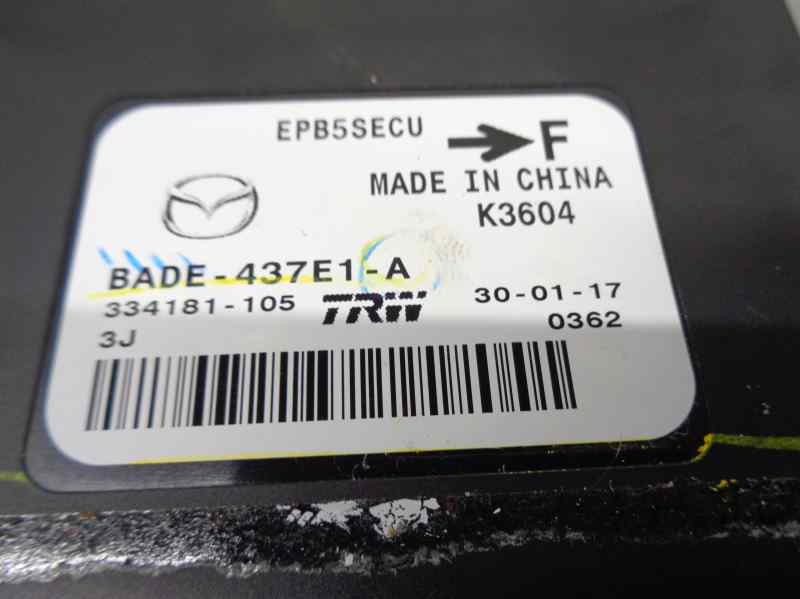 EPB5SECU
F
MADE IN CHINA
K3604
BADE-437E1-A
334181-105
TRW
30-01-17
3J
0362